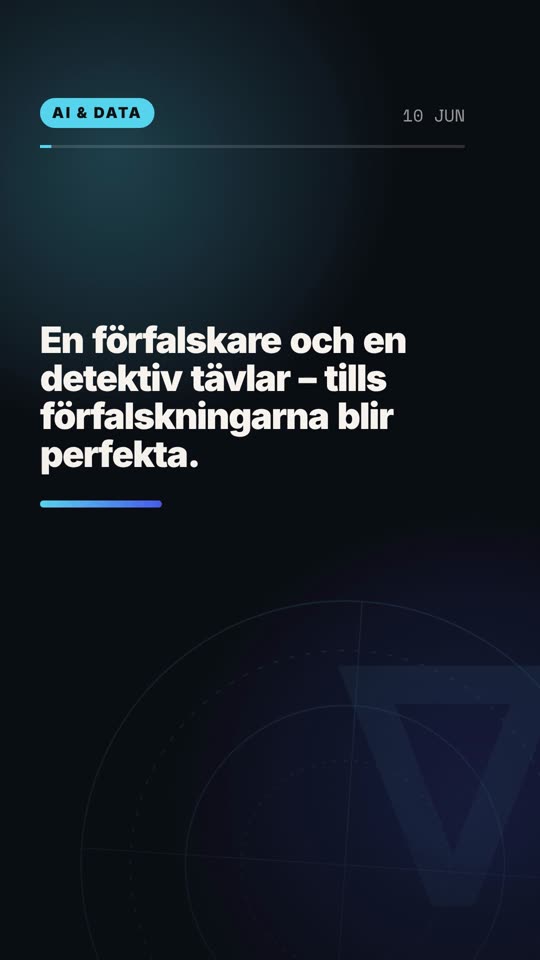 AI & DATA
10 JUN
En förfalskare och en
detektiv tävlar – tills
förfalskningarna blir
perfekta.